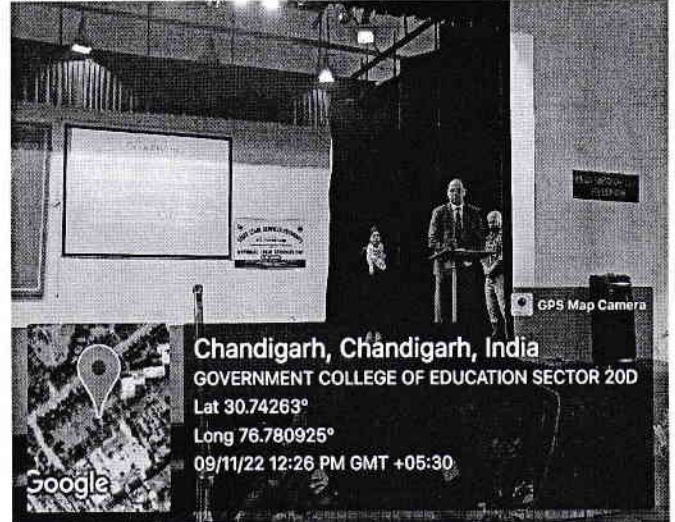 GPS Map Camera
Chandigarh, Chandigarh, India
GOVERNMENT COLLEGE OF EDUCATION SECTOR 20D
Lat 30.74263°
Long 76.780925°
09/11/22 12:26 PM GMT +05:30
Google